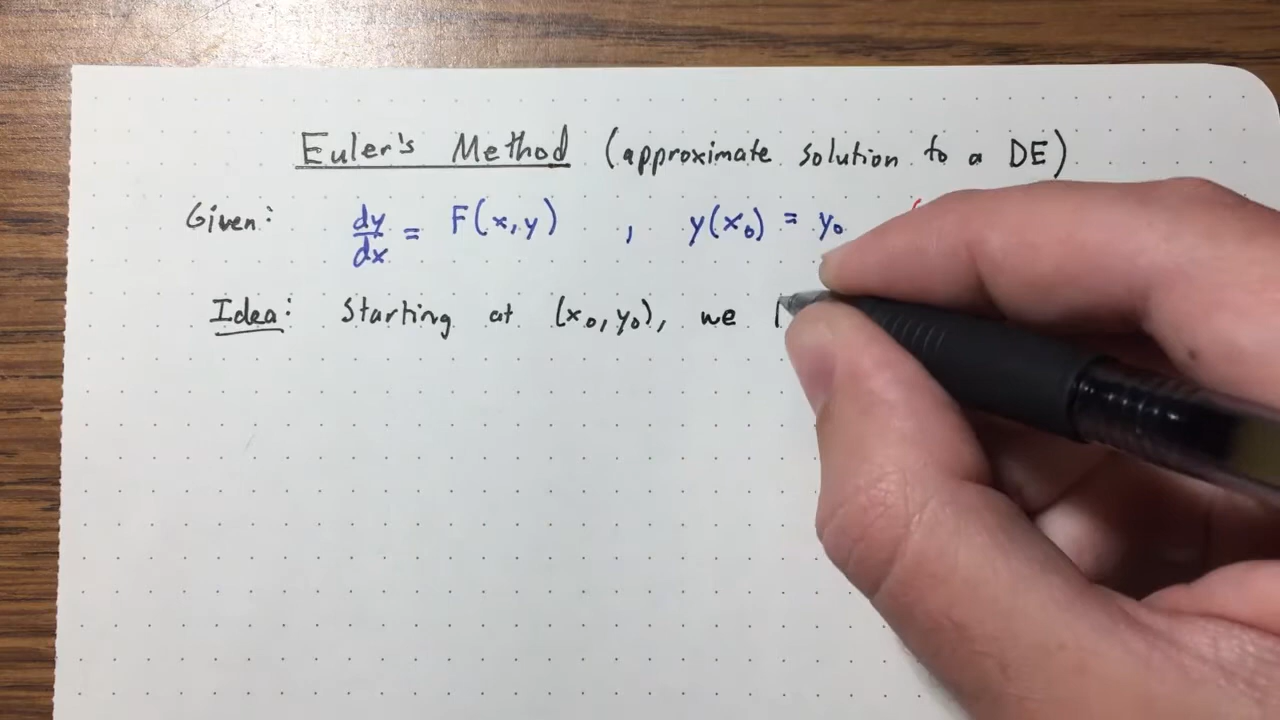 Euler's Method (approximate solution to a DE)
Given: dy/dx = F(x,y) , y(x₀) = y₀
Idea: Starting at (x₀, y₀), we